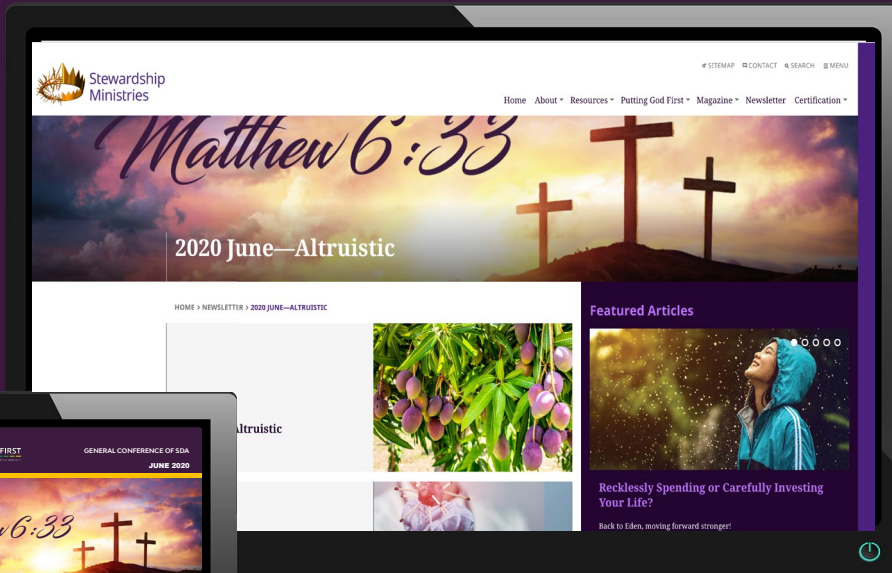 Stewardship
Ministries
SITEMAP CONTACT SEARCH MENU
Home About Resources Putting God First Magazine Newsletter Certification
Matthew 6:33
2020 June—Altruistic
HOME > NEWSLETTER > 2020 JUNE—ALTRUISTIC
Altruistic
Featured Articles
Recklessly Spending or Carefully Investing
Your Life?
Back to Eden, moving forward stronger!
FIRST
GENERAL CONFERENCE OF SDA
JUNE 2020
6:33